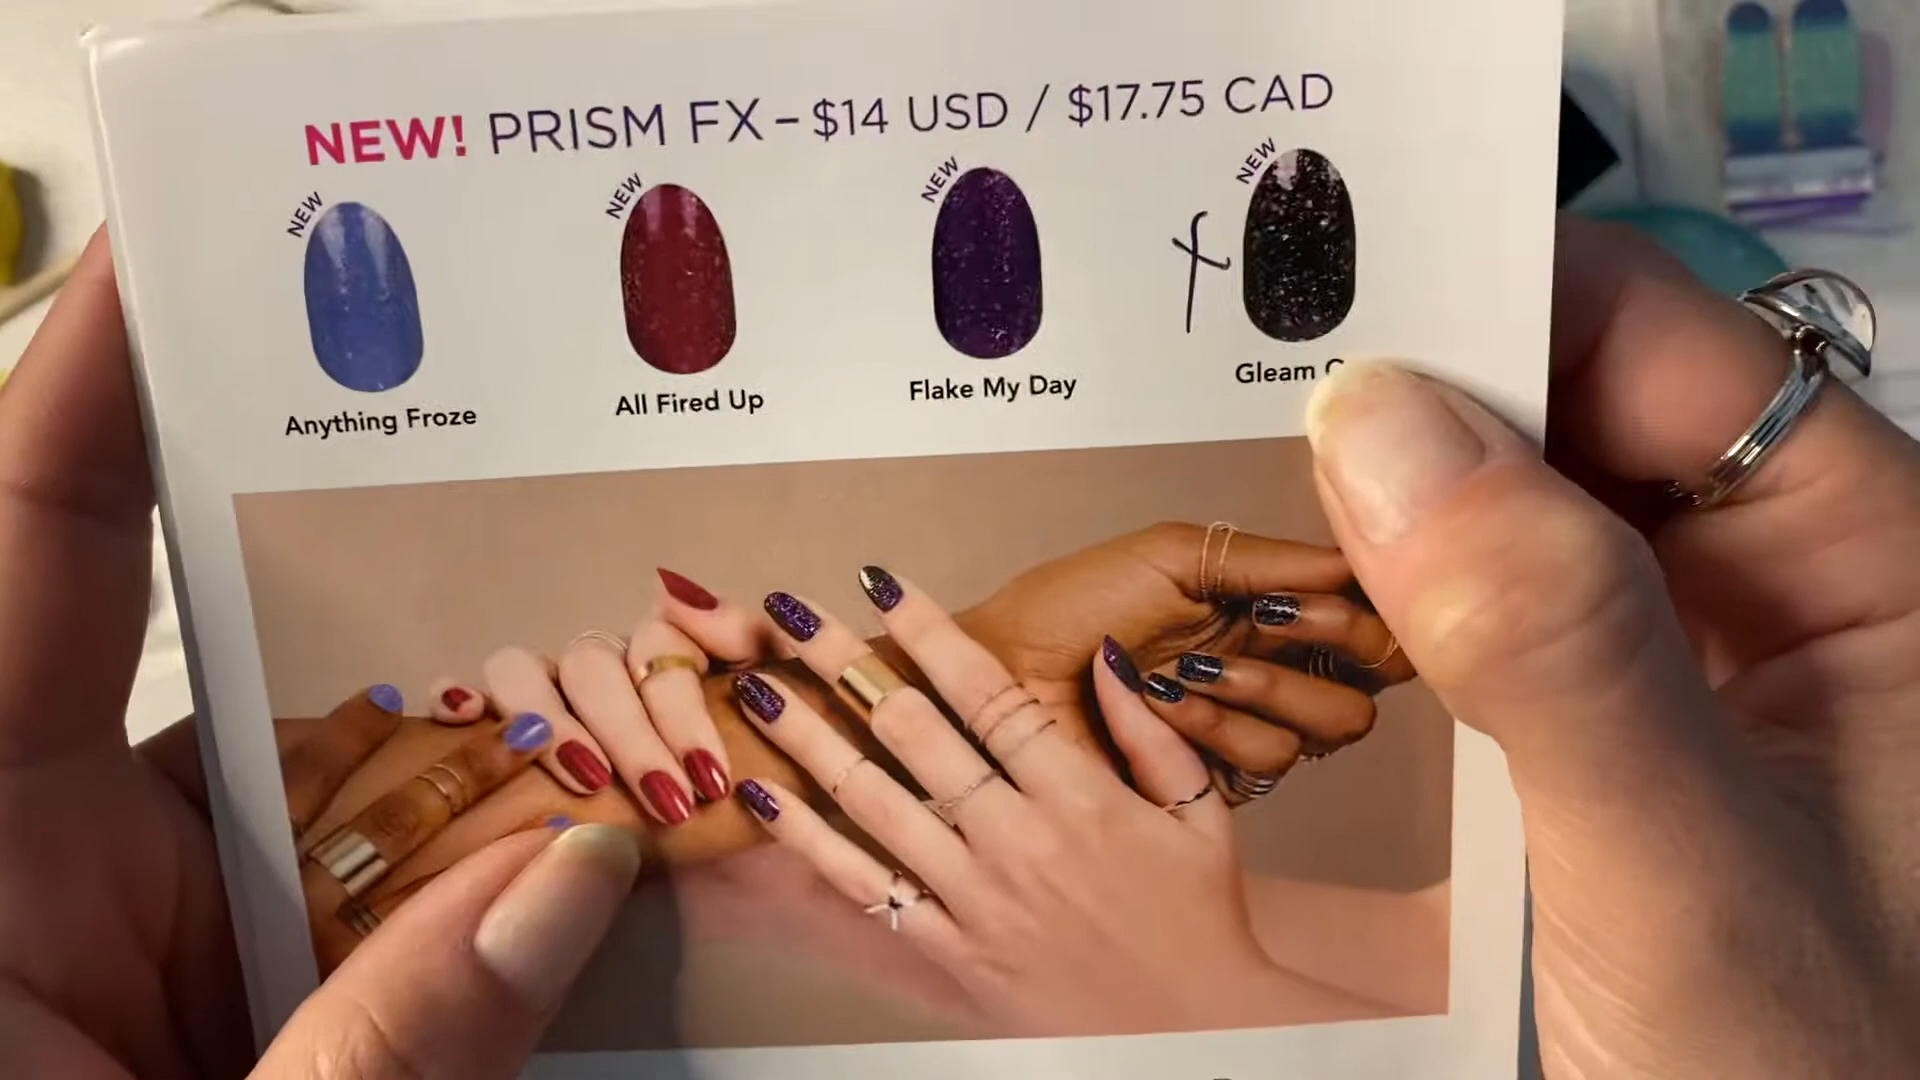 NEW! PRISM FX – $14 USD / $17.75 CAD
NEW
NEW
NEW
NEW
Anything Froze
All Fired Up
Flake My Day
Gleam